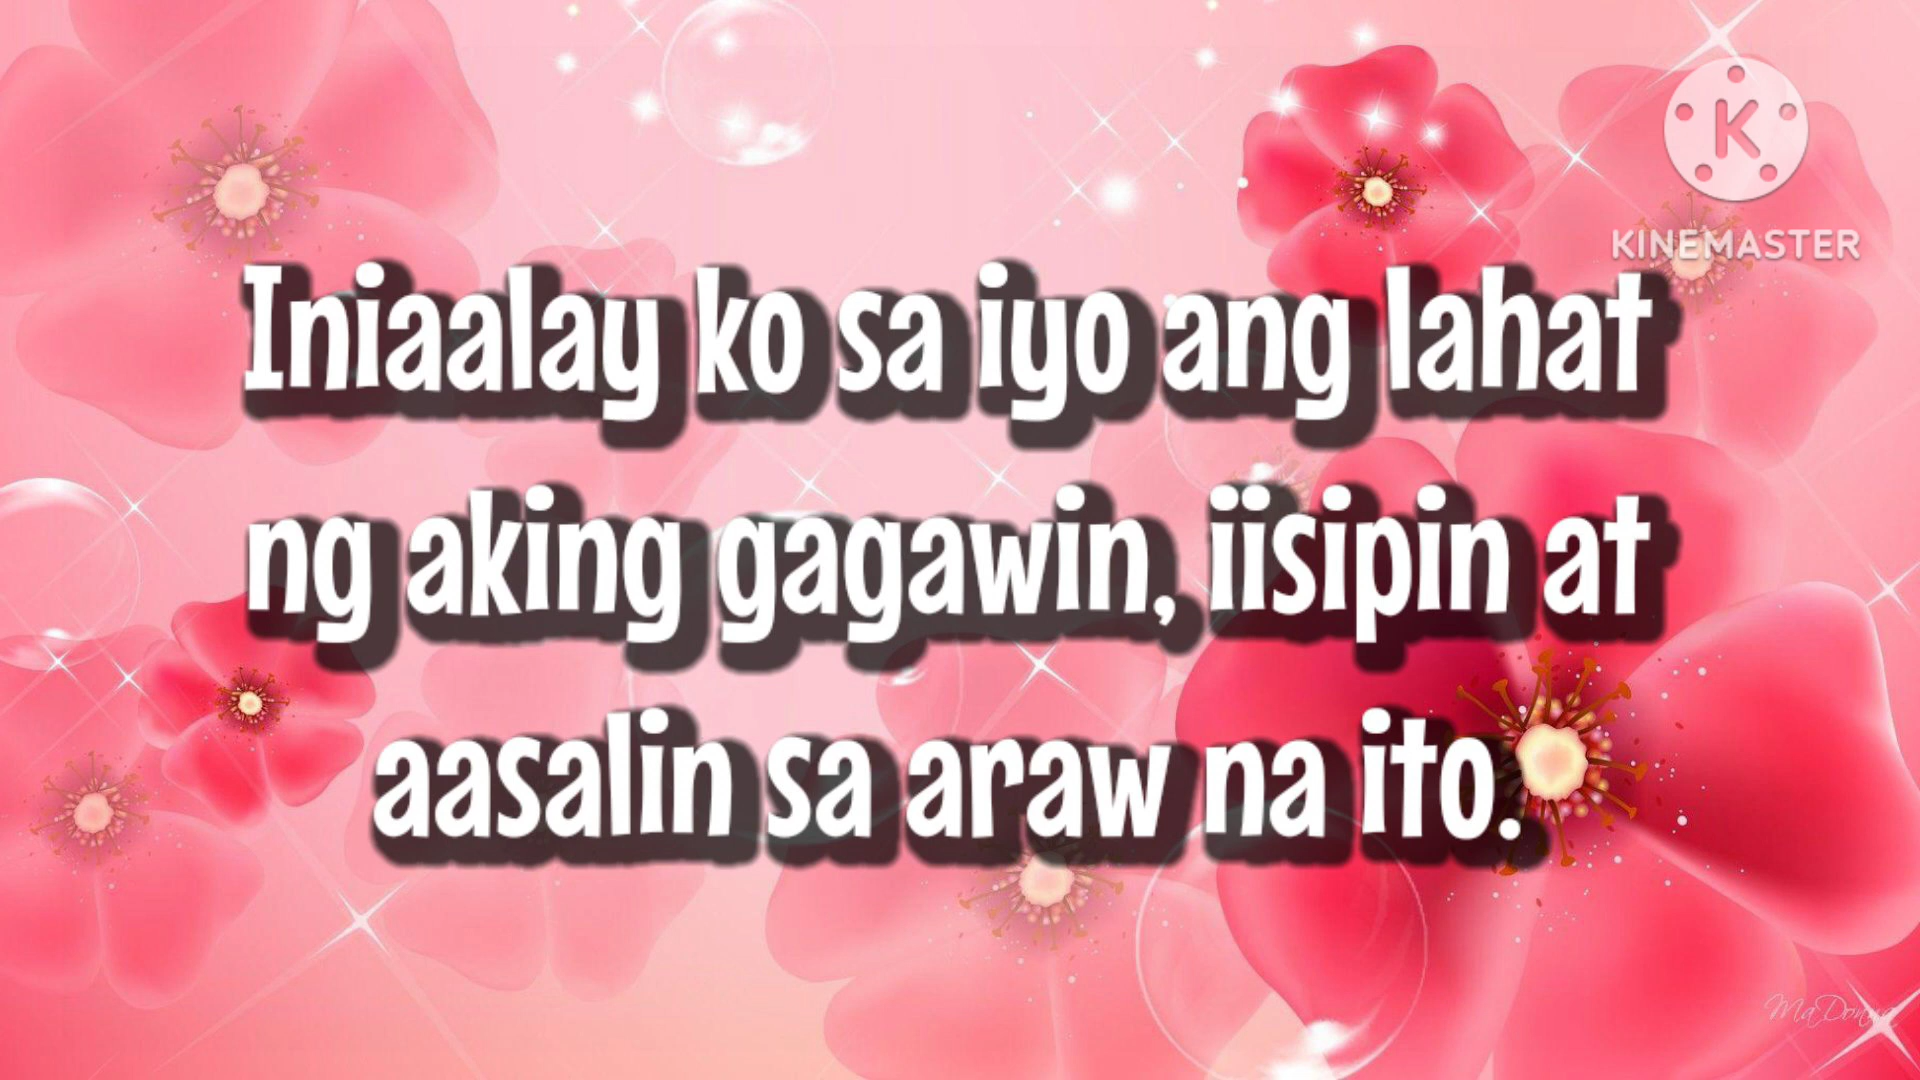 K
KINEMASTER
Iniaalay ko sa iyo ang lahat
ng aking gagawin, iisipin at
aasalin sa araw na ito.